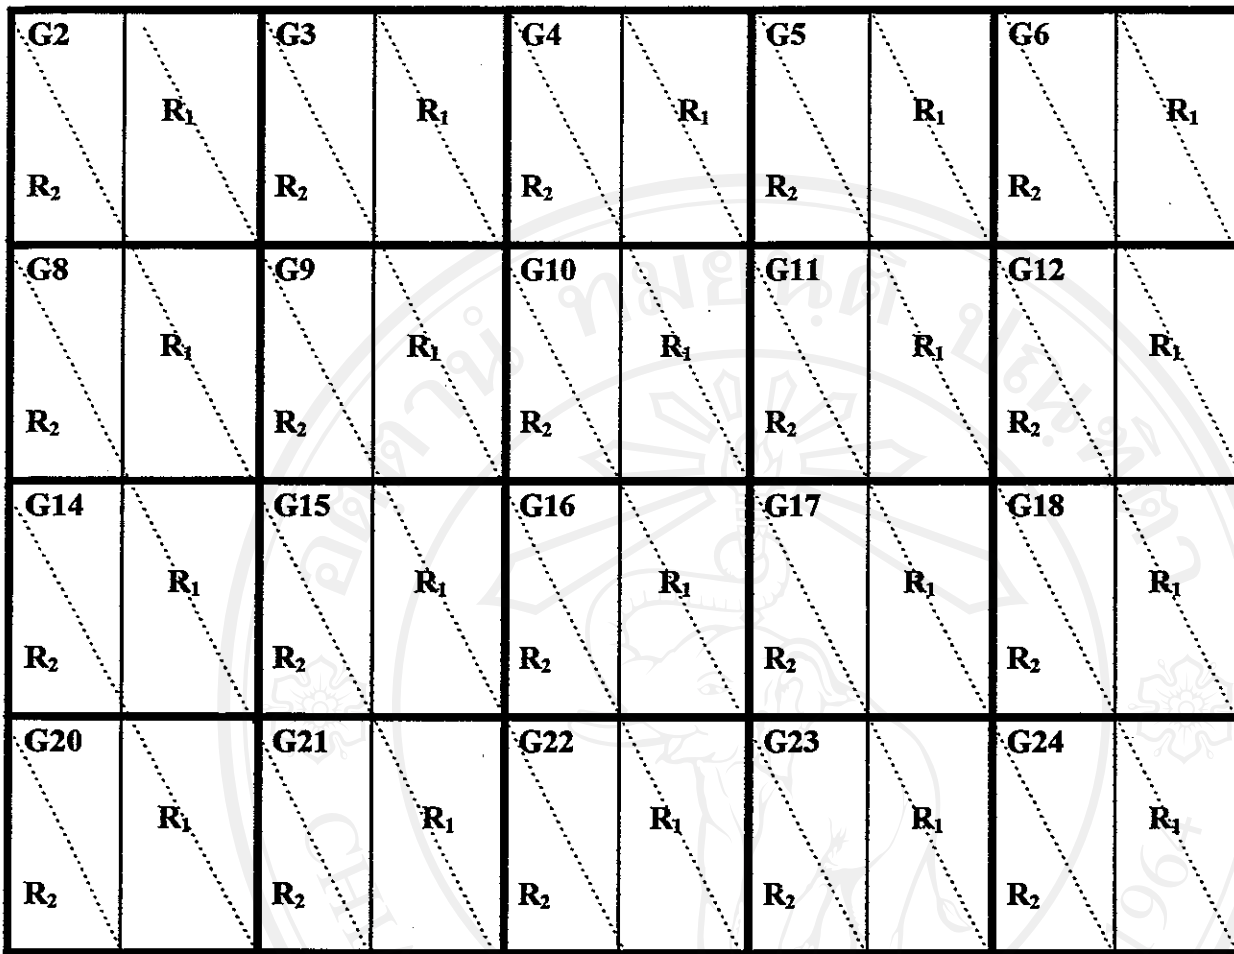 G2 G3 G4 G5 G6
R₁ R₁ R₁ R₁ R₁
R₂ R₂ R₂ R₂ R₂
G8 G9 G10 G11 G12
R₁ R₁ R₁ R₁ R₁
R₂ R₂ R₂ R₂ R₂
G14 G15 G16 G17 G18
R₁ R₁ R₁ R₁ R₁
R₂ R₂ R₂ R₂ R₂
G20 G21 G22 G23 G24
R₁ R₁ R₁ R₁ R₁
R₂ R₂ R₂ R₂ R₂